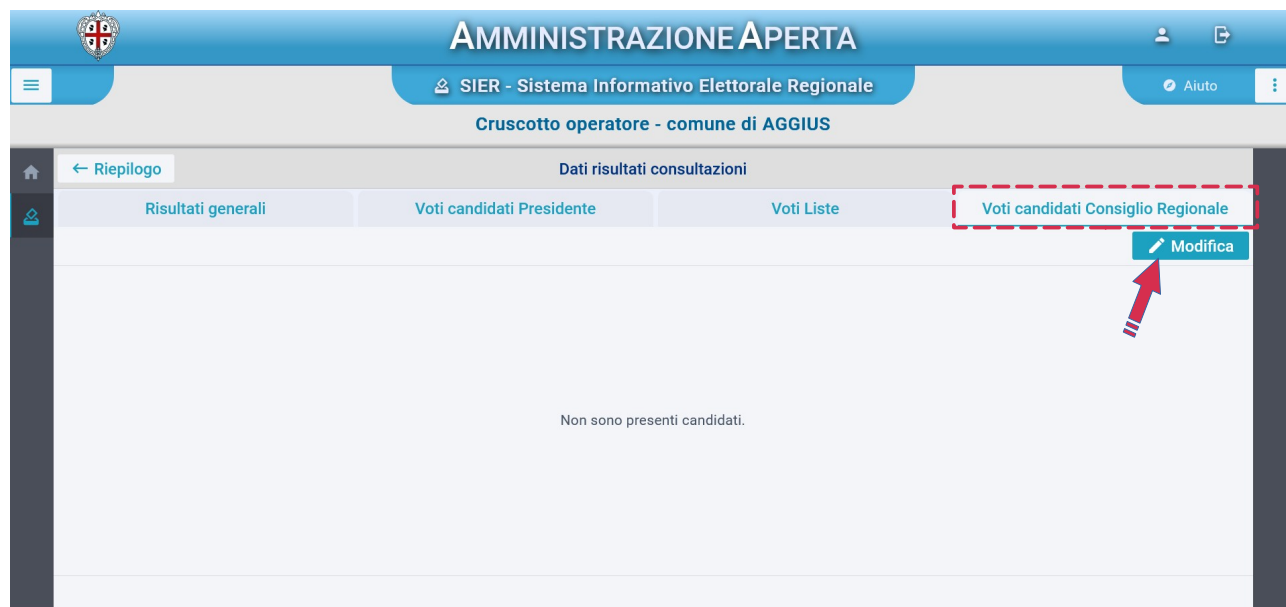 AMMINISTRAZIONE APERTA
SIER - Sistema Informativo Elettorale Regionale
Aiuto
Cruscotto operatore - comune di AGGIUS
← Riepilogo
Dati risultati consultazioni
Risultati generali
Voti candidati Presidente
Voti Liste
Voti candidati Consiglio Regionale
Modifica
Non sono presenti candidati.